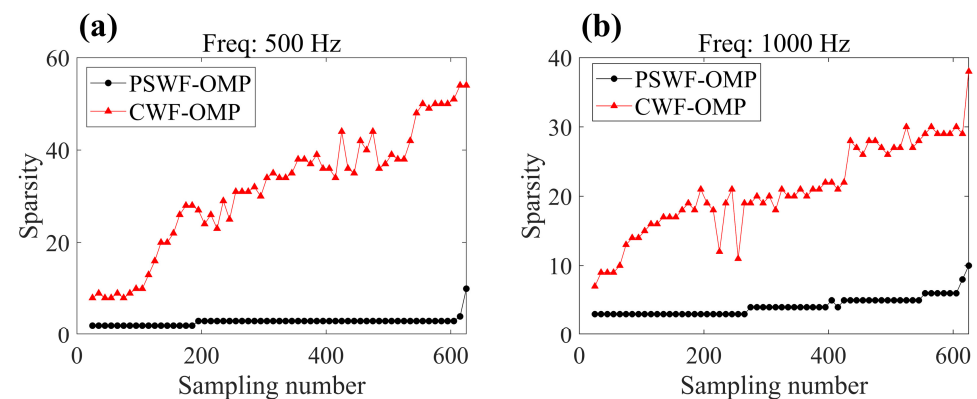 (a)
Freq: 500 Hz
60
40
20
0
Sparsity
PSWF-OMP
CWF-OMP
0 200 400 600
Sampling number
(b)
Freq: 1000 Hz
40
30
20
10
0
Sparsity
PSWF-OMP
CWF-OMP
0 200 400 600
Sampling number